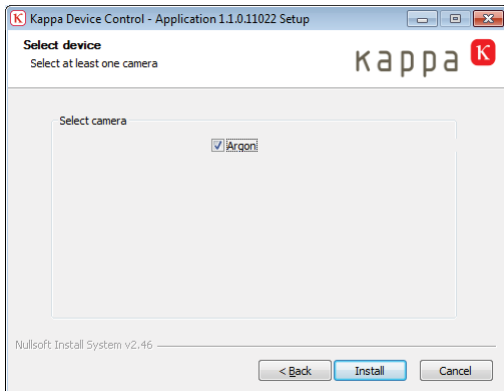 Kappa Device Control - Application 1.1.0.11022 Setup
Select device
Select at least one camera
kappa K
Select camera
Argon
Nullsoft Install System v2.46
< Back Install Cancel